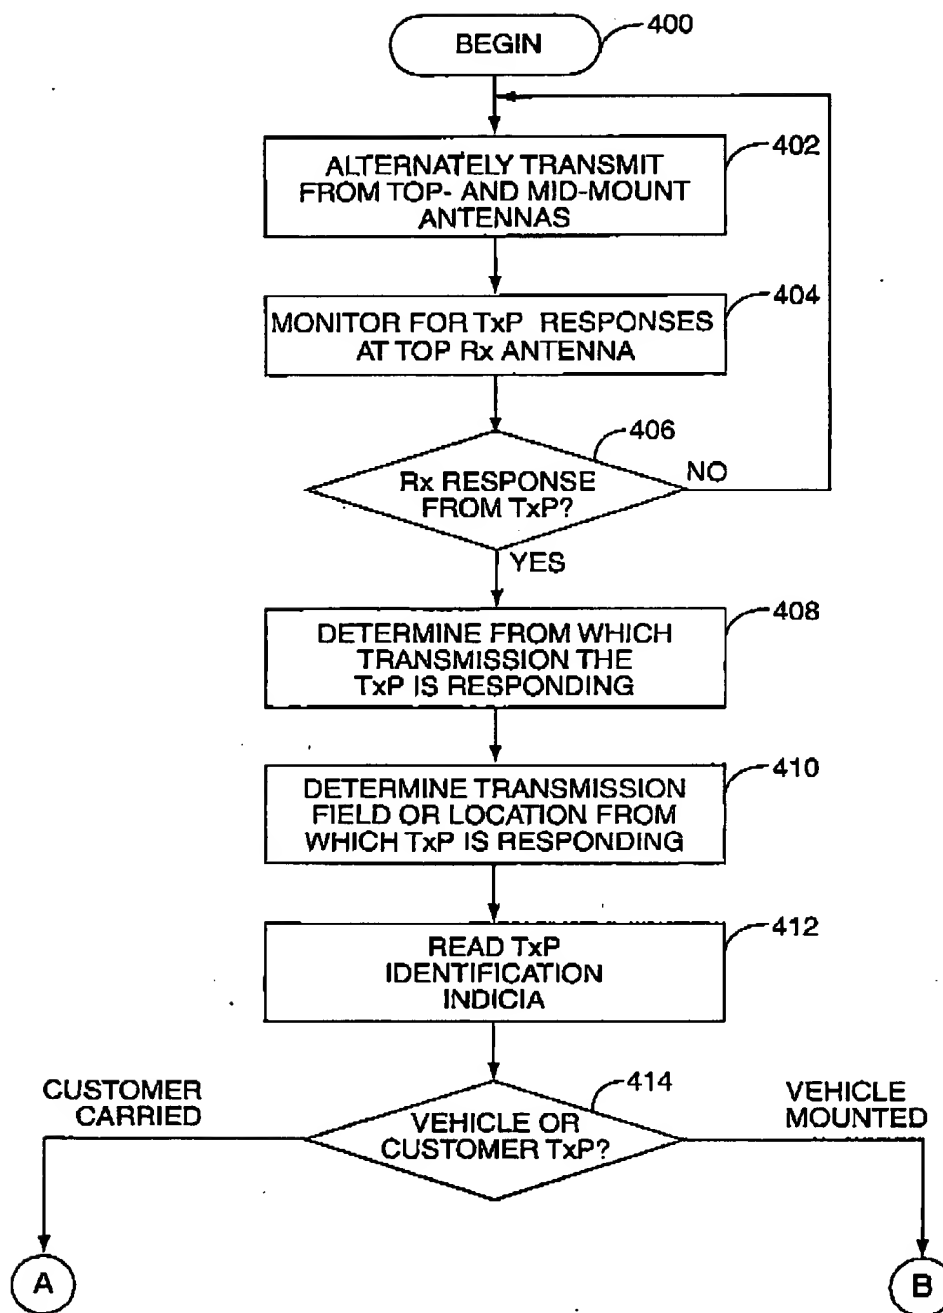 BEGIN
400
402
ALTERNATELY TRANSMIT
FROM TOP- AND MID-MOUNT
ANTENNAS
404
MONITOR FOR TxP RESPONSES
AT TOP Rx ANTENNA
406
Rx RESPONSE
FROM TxP?
NO
YES
408
DETERMINE FROM WHICH
TRANSMISSION THE
TxP IS RESPONDING
410
DETERMINE TRANSMISSION
FIELD OR LOCATION FROM
WHICH TxP IS RESPONDING
412
READ TxP
IDENTIFICATION
INDICIA
CUSTOMER
CARRIED
414
VEHICLE OR
CUSTOMER TxP?
VEHICLE
MOUNTED
A
B